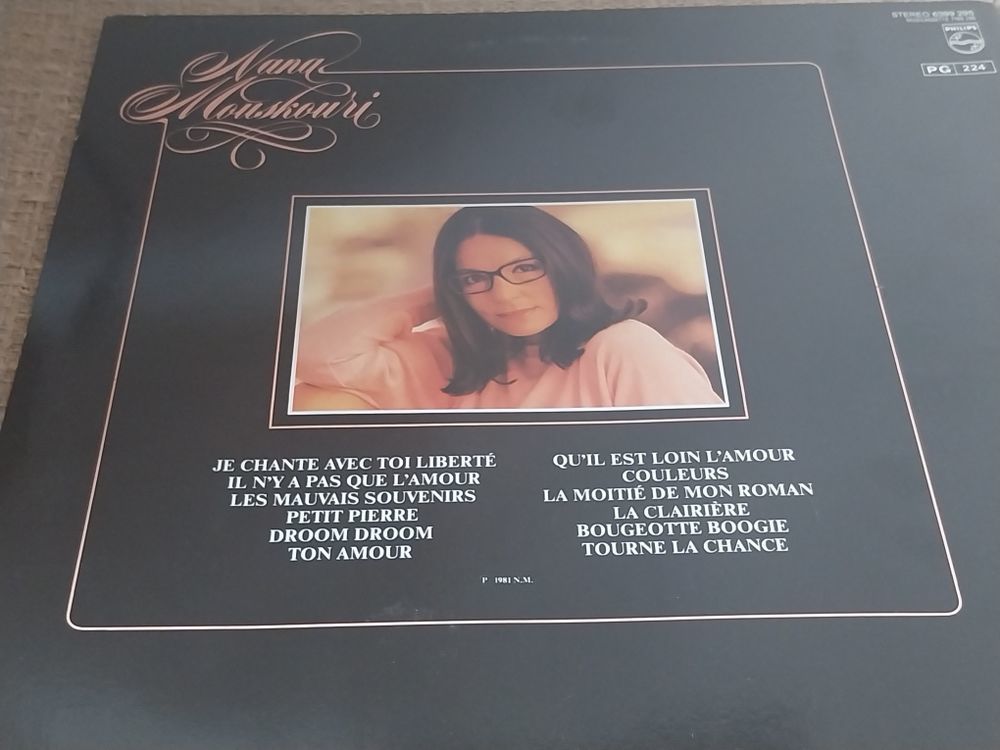 Nana
Mouskouri
STEREO 6399 295
PHILIPS
PG 224
JE CHANTE AVEC TOI LIBERTÉ
IL N'Y A PAS QUE L'AMOUR
LES MAUVAIS SOUVENIRS
PETIT PIERRE
DROOM DROOM
TON AMOUR
QU'IL EST LOIN L'AMOUR
COULEURS
LA MOITIÉ DE MON ROMAN
LA CLAIRIÈRE
BOUGEOTTE BOOGIE
TOURNE LA CHANCE
P 1981 N.M.